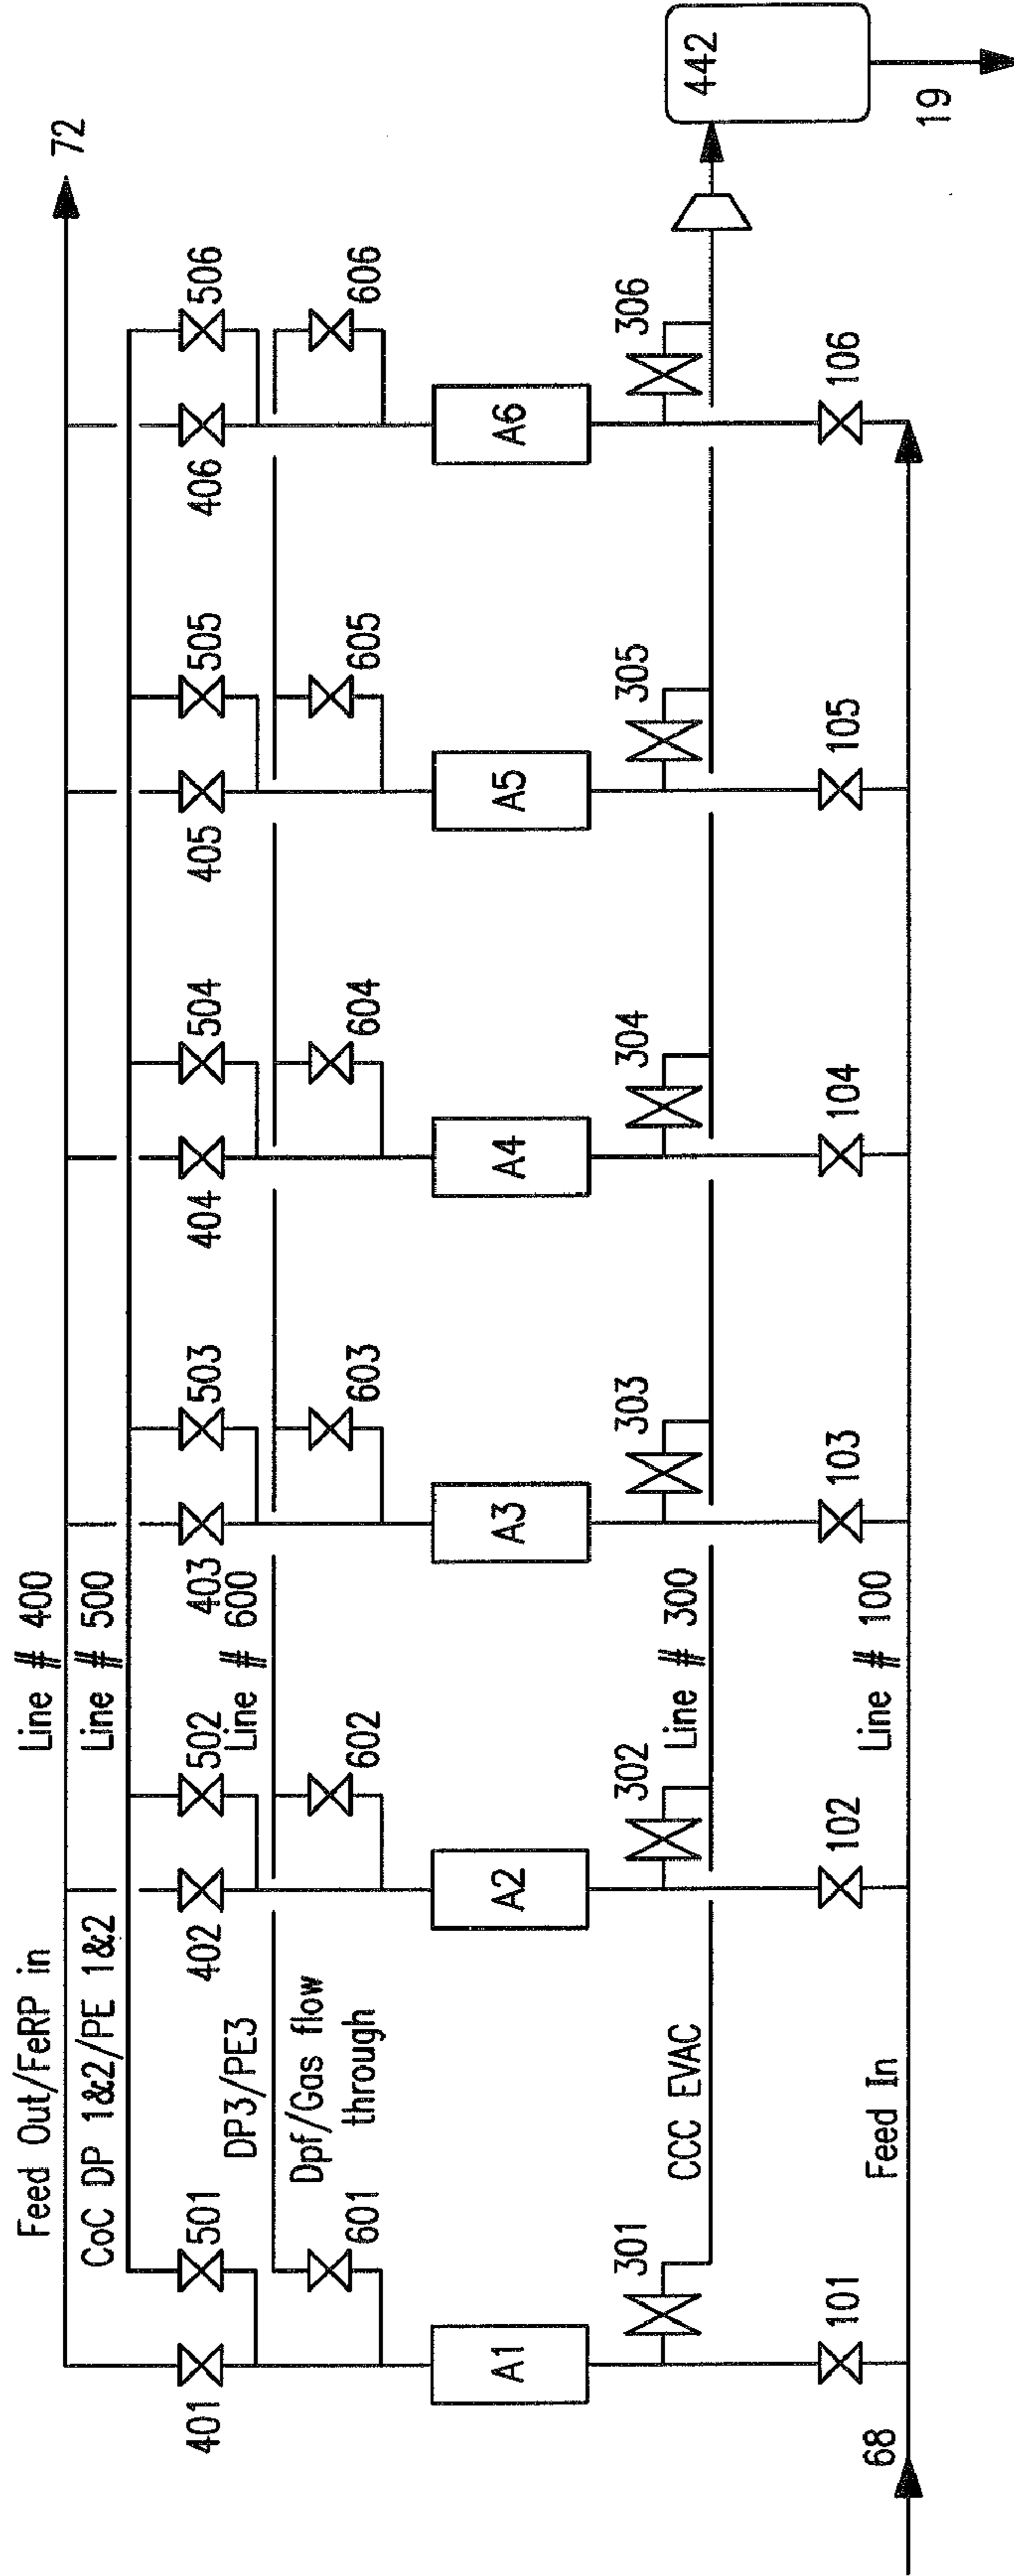 Feed Out/FeRP in
Line # 400
72
CoC DP 1&2/PE 1&2
Line # 500
401
501
402
502
403
503
404
504
405
505
406
506
DP3/PE3
Line # 600
Dpf/Gas flow
through
601
602
603
604
605
606
A1
A2
A3
A4
A5
A6
301
302
303
304
305
306
442
CCC EVAC
Line # 300
19
101
102
103
104
105
106
68
Feed In
Line # 100